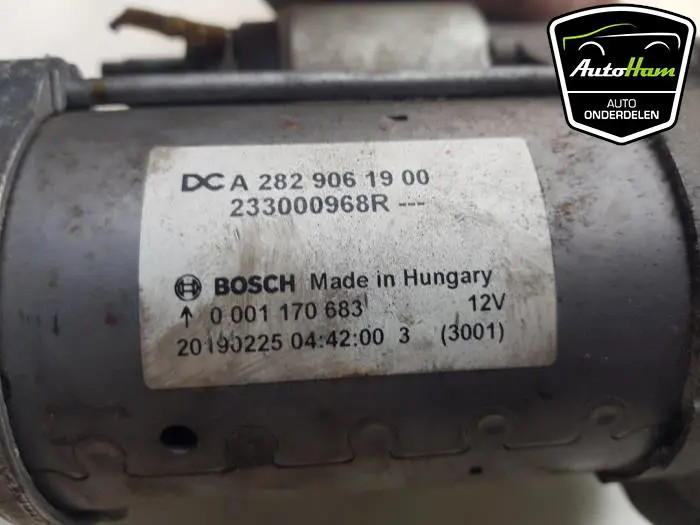 AutoHam
AUTO
ONDERDELEN
DC A 282 906 19 00
233000968R ---
BOSCH Made in Hungary
↑ 0 001 170 683 12V
20190225 04:42:00 3 (3001)